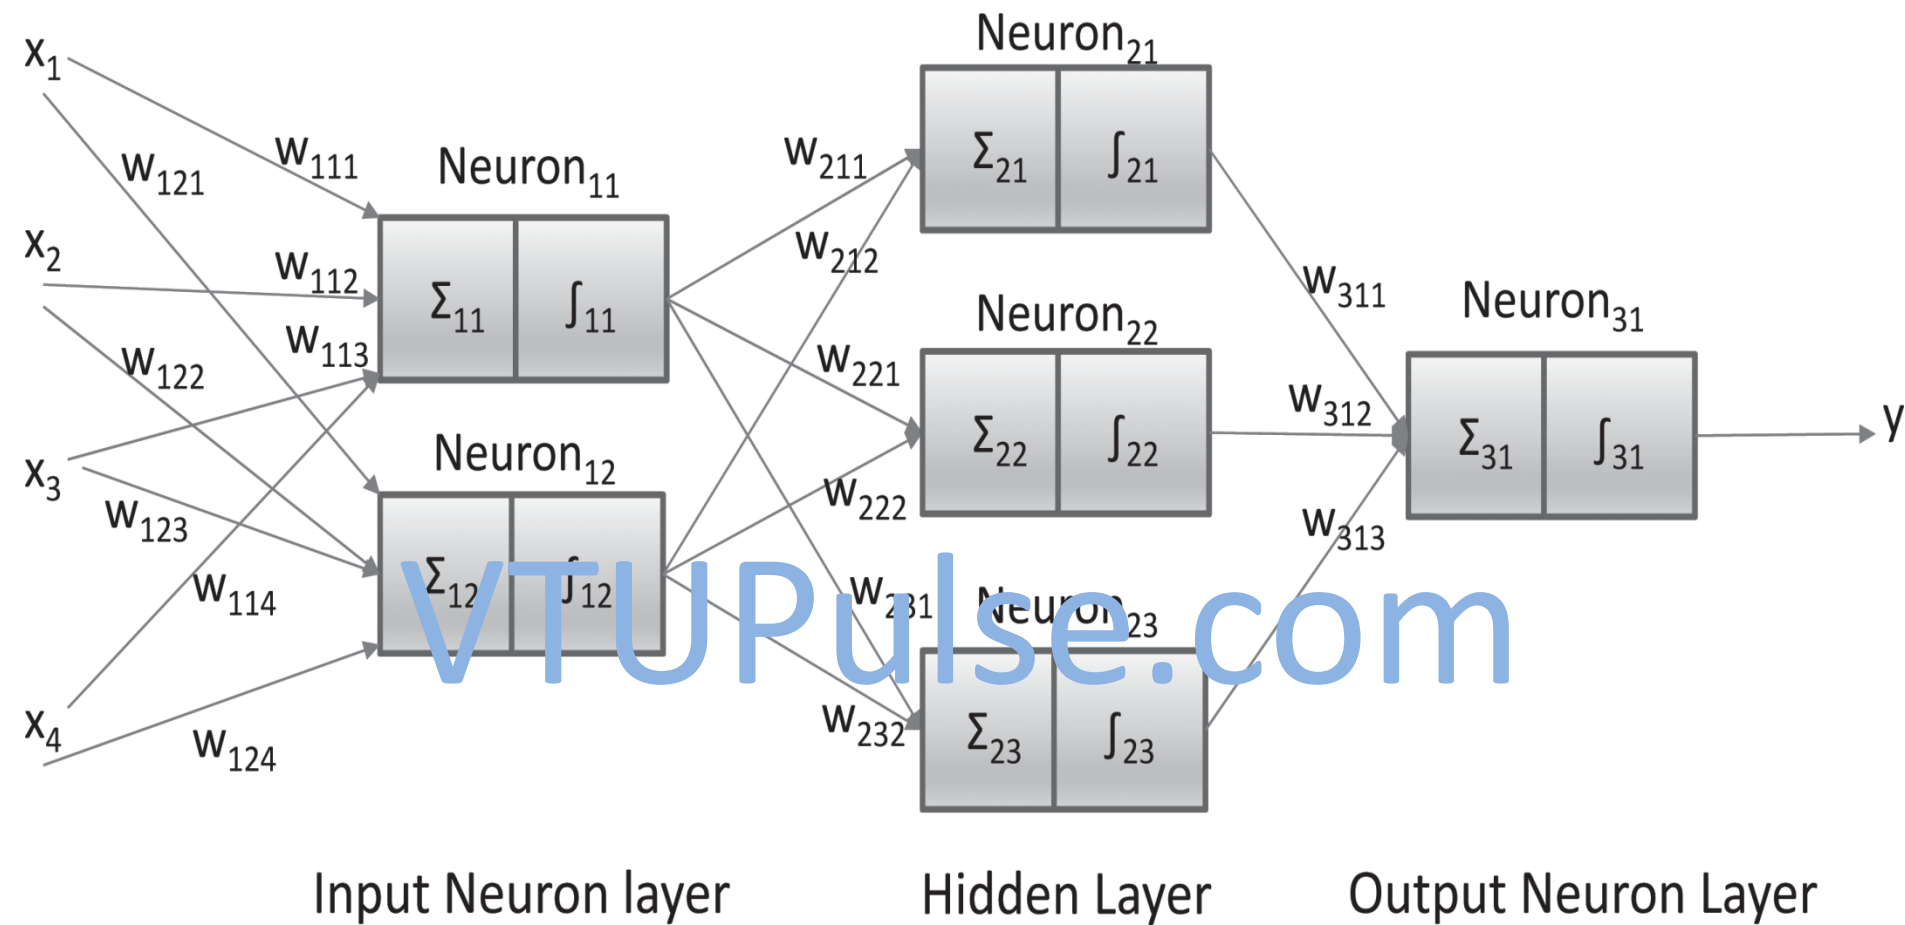 x1
w121
w111
x2
w112
w113
w122
x3
w123
w114
x4
w124
Neuron11
Σ11 ∫11
Neuron12
Σ12 ∫12
w211
w212
w221
w222
w231
w232
Neuron21
Σ21 ∫21
Neuron22
Σ22 ∫22
Neuron23
Σ23 ∫23
w311
w312
w313
Neuron31
Σ31 ∫31
y
VTUPulse.com
Input Neuron layer
Hidden Layer
Output Neuron Layer